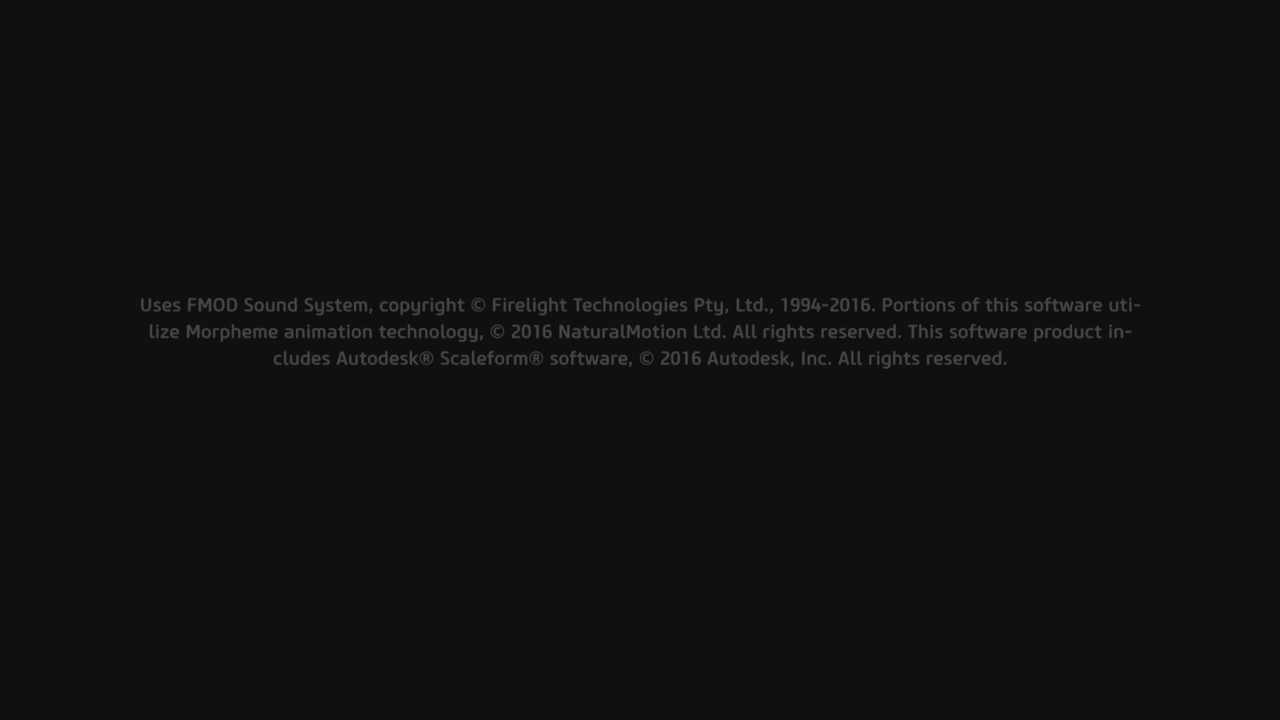 Uses FMOD Sound System, copyright © Firelight Technologies Pty, Ltd., 1994-2016. Portions of this software uti-
lize Morpheme animation technology, © 2016 NaturalMotion Ltd. All rights reserved. This software product in-
cludes Autodesk® Scaleform® software, © 2016 Autodesk, Inc. All rights reserved.